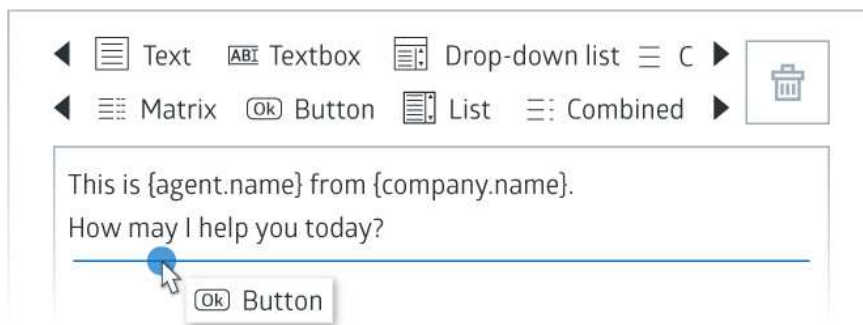 Text ABI Textbox Drop-down list C
Matrix Ok Button List Combined
This is {agent.name} from {company.name}.
How may I help you today?
Ok Button